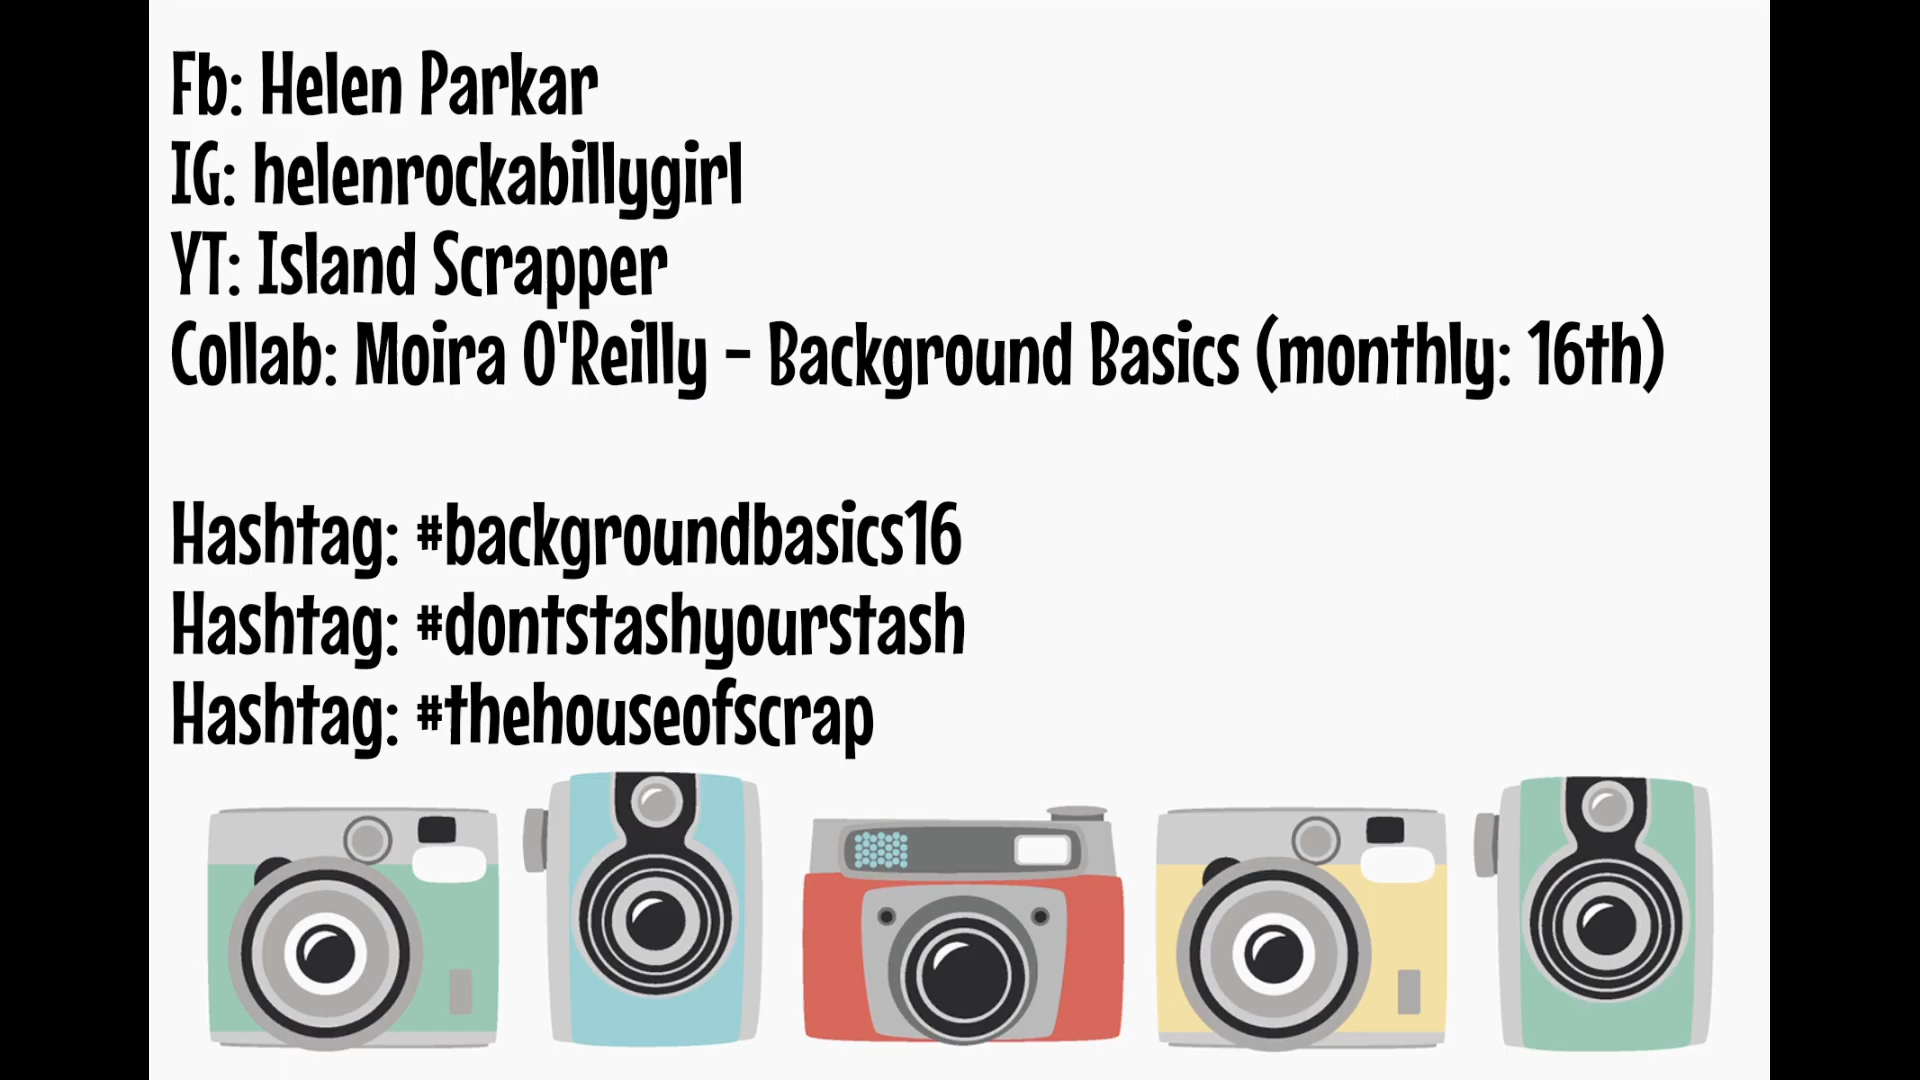 Fb: Helen Parkar
IG: helenrockabillygirl
YT: Island Scrapper
Collab: Moira O'Reilly - Background Basics (monthly: 16th)
Hashtag: #backgroundbasics16
Hashtag: #dontstashyourstash
Hashtag: #thehouseofscrap